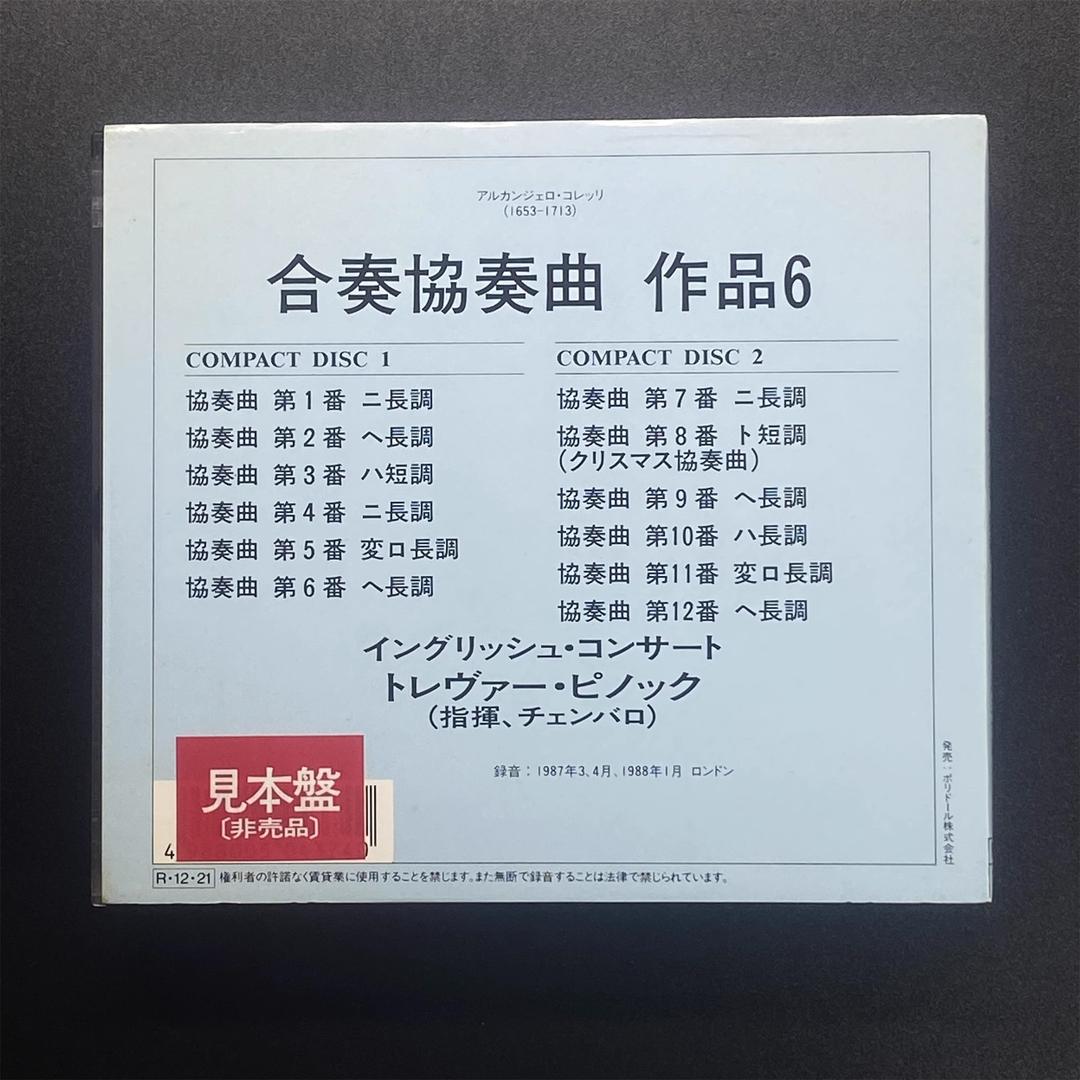 アルカンジェロ・コレッリ
(1653-1713)
合奏協奏曲 作品6
COMPACT DISC 1
協奏曲 第1番 ニ長調
協奏曲 第2番 ヘ長調
協奏曲 第3番 ハ短調
協奏曲 第4番 ニ長調
協奏曲 第5番 変ロ長調
協奏曲 第6番 ヘ長調
COMPACT DISC 2
協奏曲 第7番 ニ長調
協奏曲 第8番 ト短調
(クリスマス協奏曲)
協奏曲 第9番 ヘ長調
協奏曲 第10番 ハ長調
協奏曲 第11番 変ロ長調
協奏曲 第12番 ヘ長調
イングリッシュ・コンサート
トレヴァー・ピノック
(指揮、チェンバロ)
録音：1987年3、4月、1988年1月 ロンドン
発売：ポリドール株式会社
見本盤
〔非売品〕
4
R・12・21 権利者の許諾なく賃貸業に使用することを禁じます。また無断で録音することは法律で禁じられています。